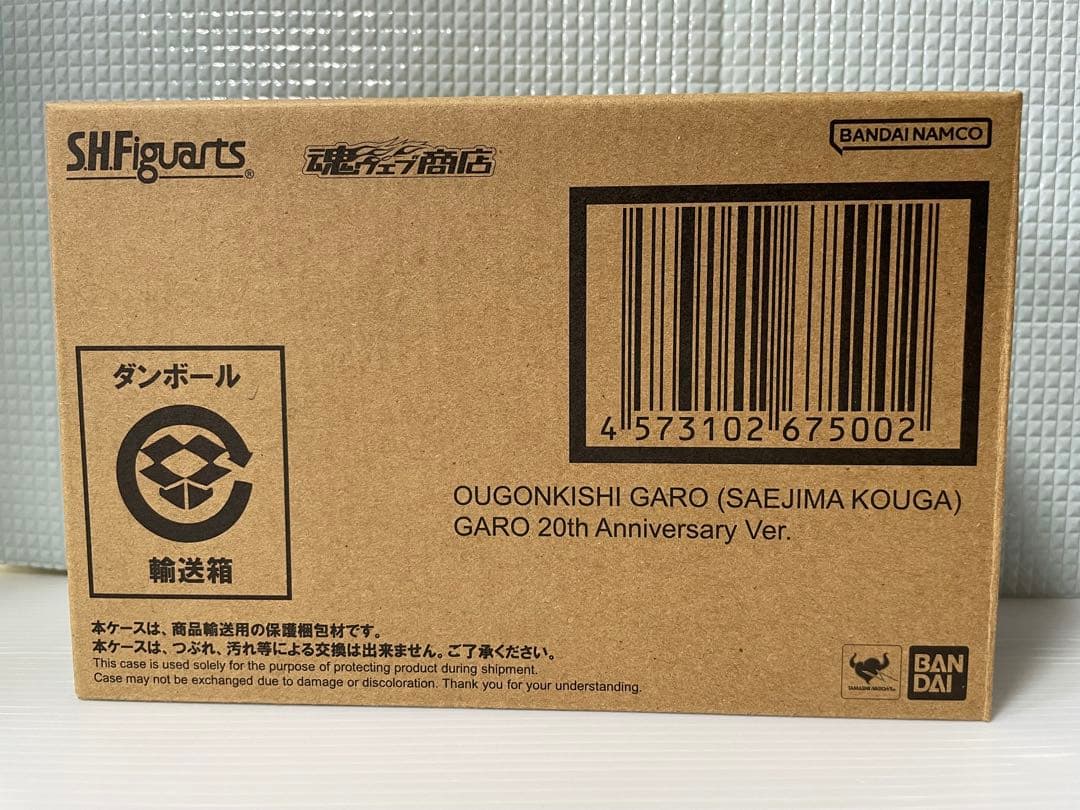 S.H.Figuarts®
魂ウェブ商店
BANDAI NAMCO
4 573102 675002
OUGONKISHI GARO (SAEJIMA KOUGA)
GARO 20th Anniversary Ver.
ダンボール
輸送箱
本ケースは、商品輸送用の保護梱包材です。
本ケースは、つぶれ、汚れ等による交換は出来ません。ご了承ください。
This case is used solely for the purpose of protecting product during shipment.
Case may not be exchanged due to damage or discoloration. Thank you for your understanding.
TAMASHII NATIONS
BAN
DAI